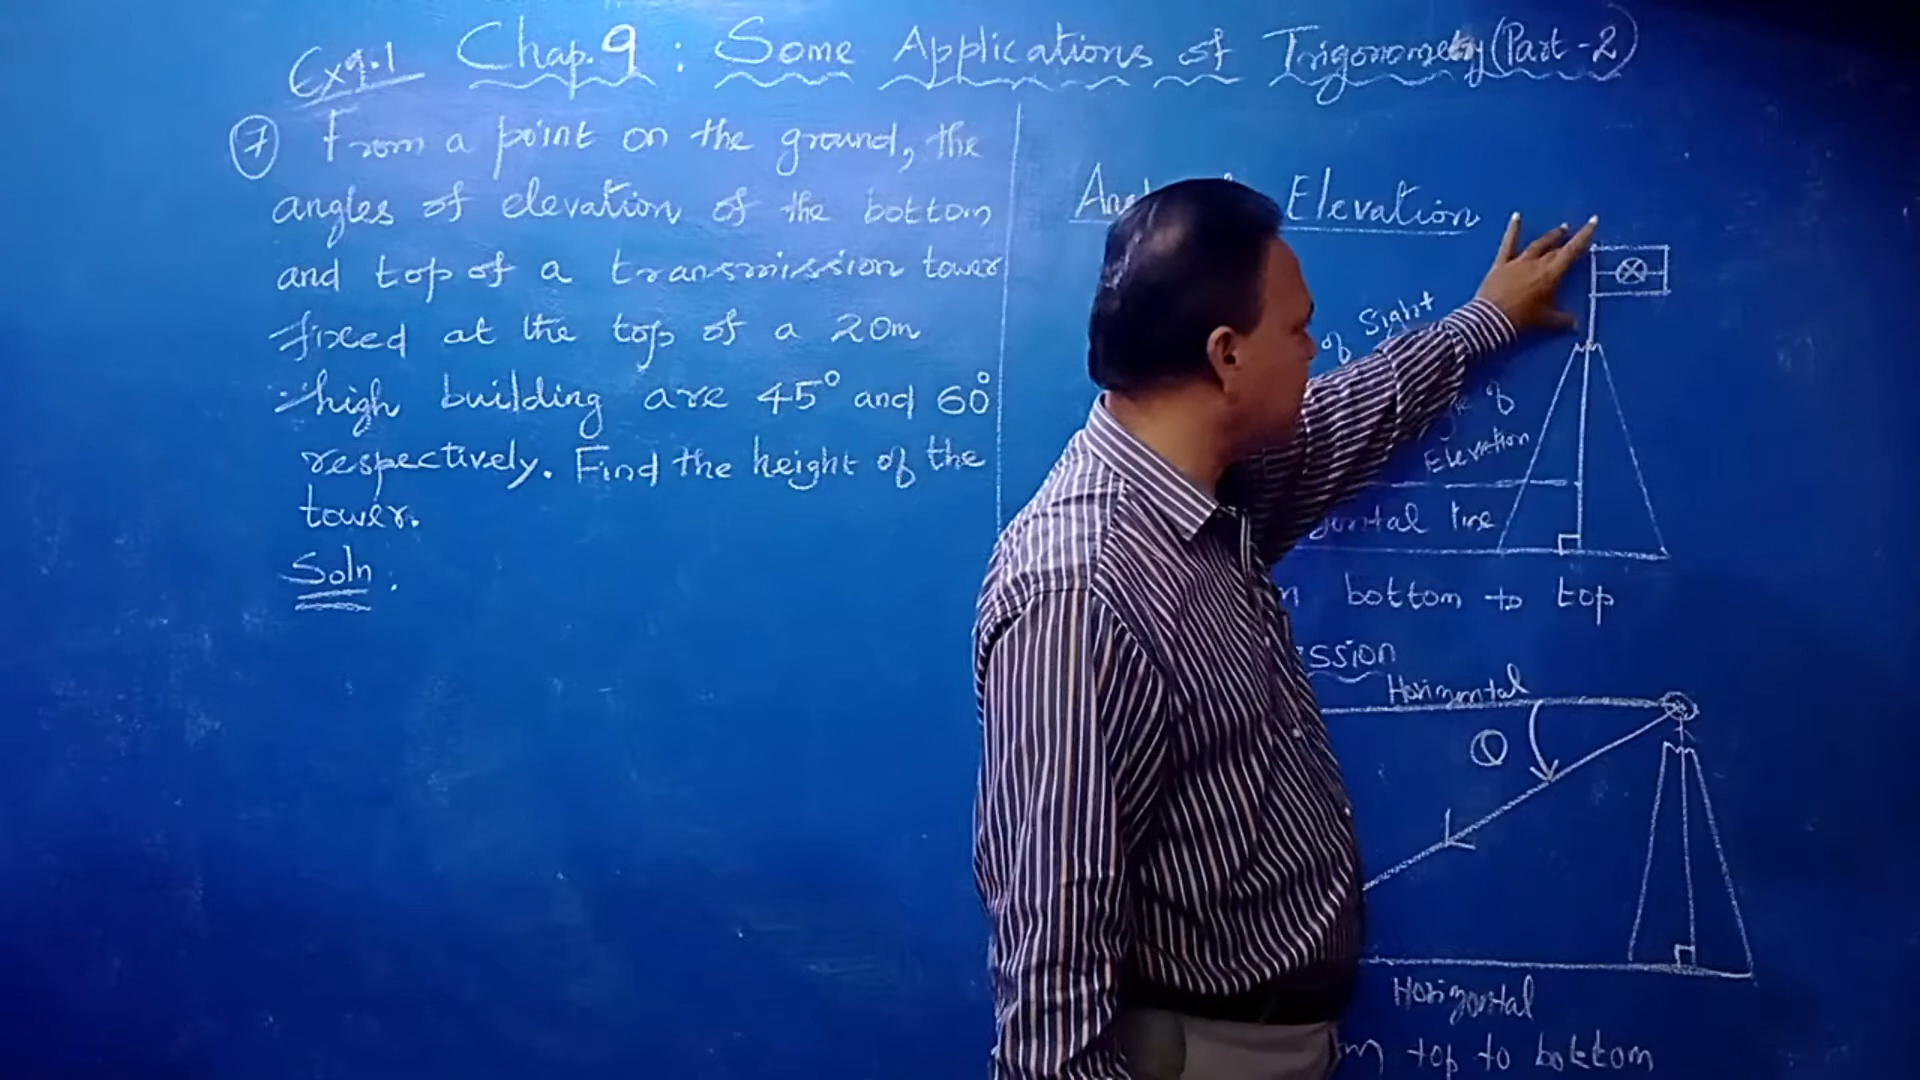 Ex 9.1 Chap. 9 : Some Applications of Trigonometry (Part - 2)
7 From a point on the ground, the
angles of elevation of the bottom
and top of a transmission tower
fixed at the top of a 20m
high building are 45° and 60°
respectively. Find the height of the
tower.
Soln :
Elevation
of Sight
of
Elevation
line
bottom to top
Horizontal
Horizontal
top to bottom